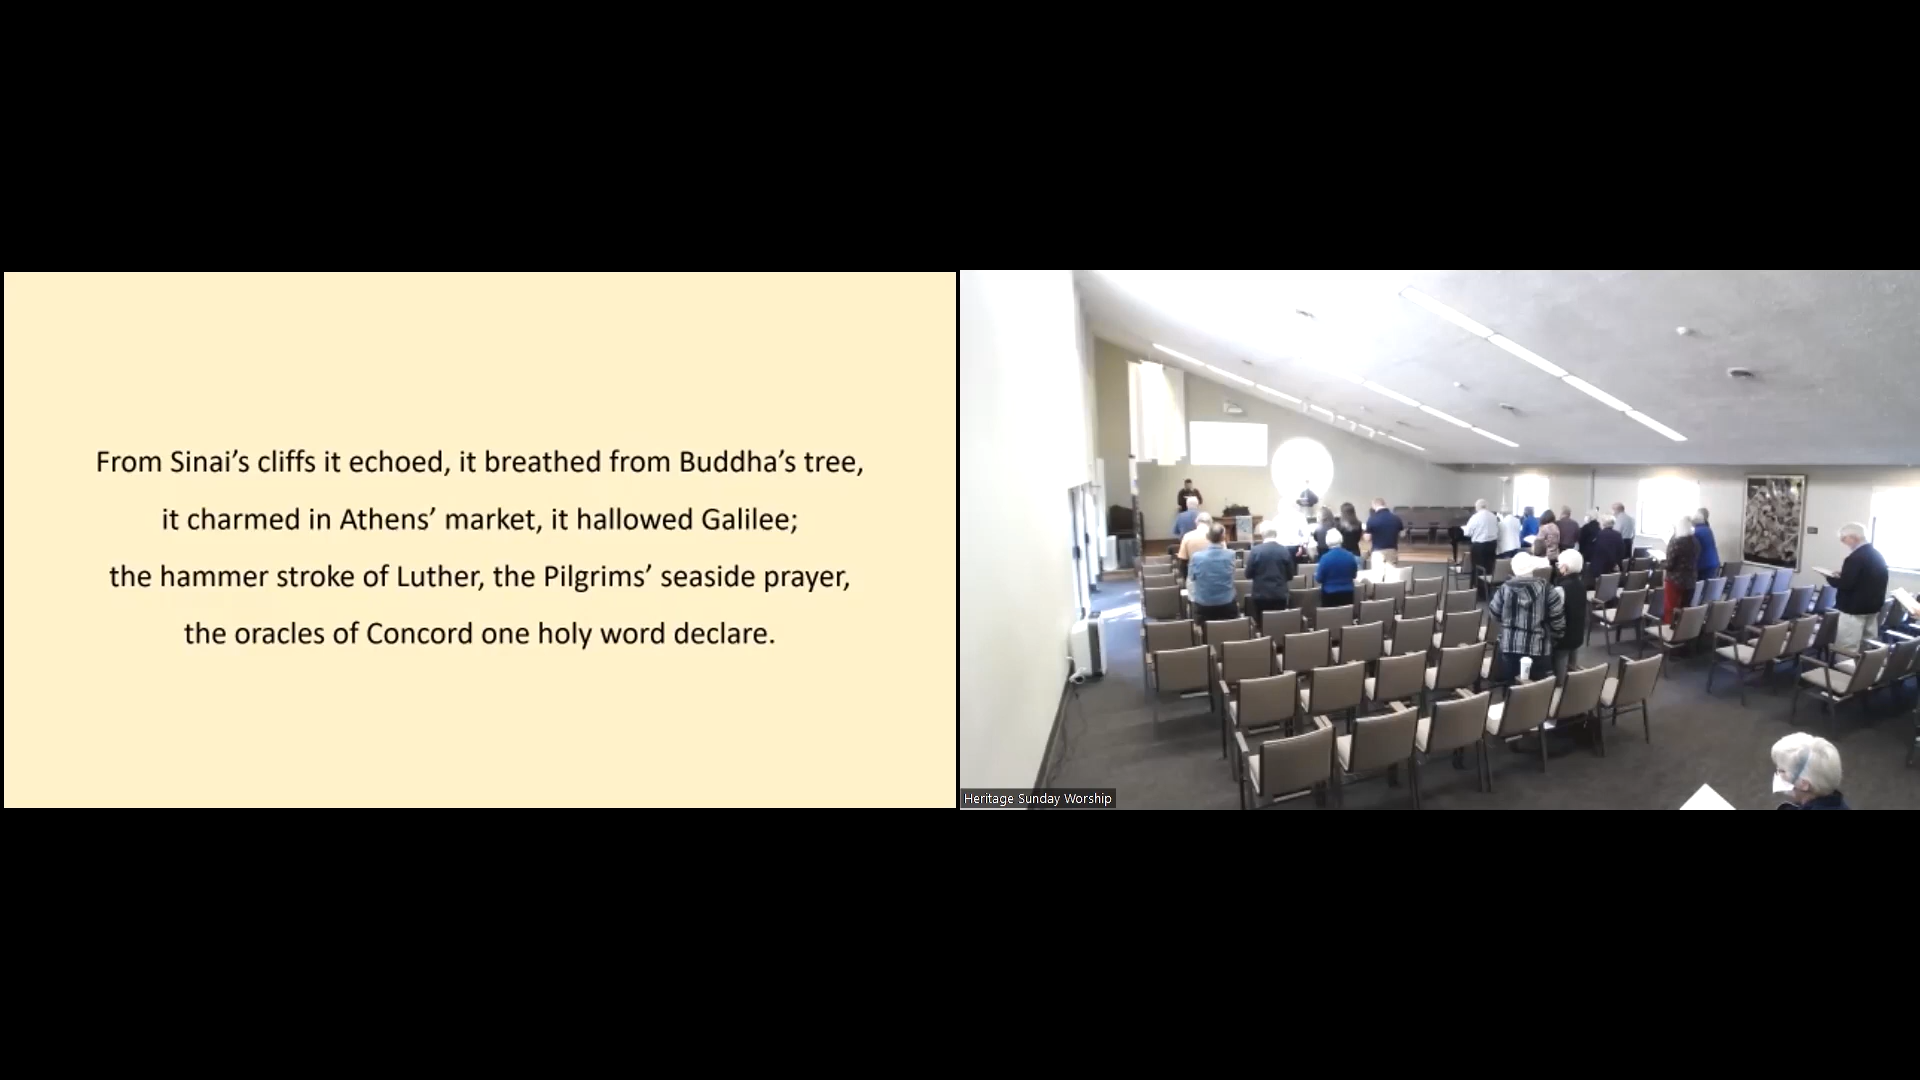 From Sinai’s cliffs it echoed, it breathed from Buddha’s tree,
it charmed in Athens’ market, it hallowed Galilee;
the hammer stroke of Luther, the Pilgrims’ seaside prayer,
the oracles of Concord one holy word declare.
Heritage Sunday Worship